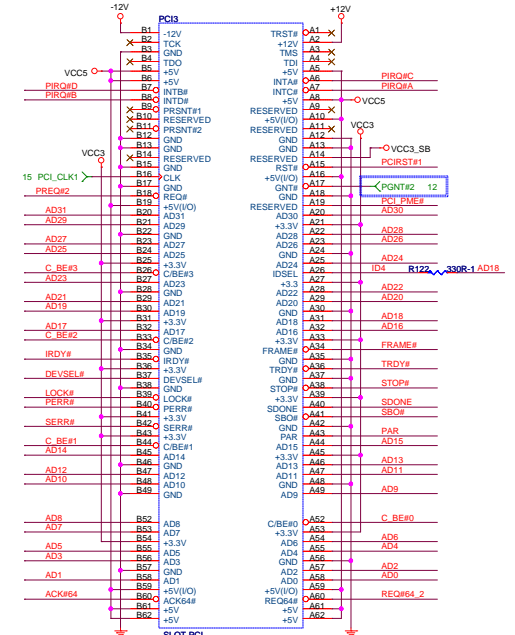 -12V +12V
PCI3
B1 -12V TRST# A1
B2 TCK +12V A2
B3 GND TMS A3
B4 TDO TDI A4
VCC5 B5 +5V +5V A5
B6 +5V INTA# A6 PIRQ#C
PIRQ#D B7 INTB# INTC# A7 PIRQ#A
PIRQ#B B8 INTD# +5V A8
B9 PRSNT#1 RESERVED A9 VCC5
B10 RESERVED +5V(I/O) A10
B11 PRSNT#2 RESERVED A11
B12 GND GND A12 VCC3
B13 GND GND A13
VCC3 B14 RESERVED RESERVED A14 VCC3_SB
B15 GND RST# A15 PCIRST#1
15 PCI_CLK1 B16 CLK +5V(I/O) A16
B17 GND GNT# A17 PGNT#2 12
PREQ#2 B18 REQ# GND A18
B19 +5V(I/O) RESERVED A19 PCI_PME#
AD31 B20 AD31 AD30 A20 AD30
AD29 B21 AD29 +3.3V A21
B22 GND AD28 A22 AD28
AD27 B23 AD27 AD26 A23 AD26
AD25 B24 AD25 GND A24
B25 +3.3V AD24 A25 AD24
C_BE#3 B26 C/BE#3 IDSEL A26 ID4 R122 330R-1 AD18
AD23 B27 AD23 +3.3 A27
B28 GND AD22 A28 AD22
AD21 B29 AD21 AD20 A29 AD20
AD19 B30 AD19 GND A30
B31 +3.3V AD18 A31 AD18
AD17 B32 AD17 AD16 A32 AD16
C_BE#2 B33 C/BE#2 +3.3V A33
B34 GND FRAME# A34 FRAME#
IRDY# B35 IRDY# GND A35
B36 +3.3V TRDY# A36 TRDY#
DEVSEL# B37 DEVSEL# GND A37
B38 GND STOP# A38 STOP#
LOCK# B39 LOCK# +3.3V A39
PERR# B40 PERR# SDONE A40 SDONE
B41 +3.3V SBO# A41 SBO#
SERR# B42 SERR# GND A42
B43 +3.3V PAR A43 PAR
C_BE#1 B44 C/BE#1 AD15 A44 AD15
AD14 B45 AD14 +3.3V A45
B46 GND AD13 A46 AD13
AD12 B47 AD12 AD11 A47 AD11
AD10 B48 AD10 GND A48
B49 GND AD9 A49 AD9
AD8 B52 AD8 C/BE#0 A52 C_BE#0
AD7 B53 AD7 +3.3V A53
B54 +3.3V AD6 A54 AD6
AD5 B55 AD5 AD4 A55 AD4
AD3 B56 AD3 GND A56
B57 GND AD2 A57 AD2
AD1 B58 AD1 AD0 A58 AD0
B59 +5V(I/O) +5V(I/O) A59
ACK#64 B60 ACK64# REQ64# A60 REQ#64_2
B61 +5V +5V A61
B62 +5V +5V A62
SLOT PCI